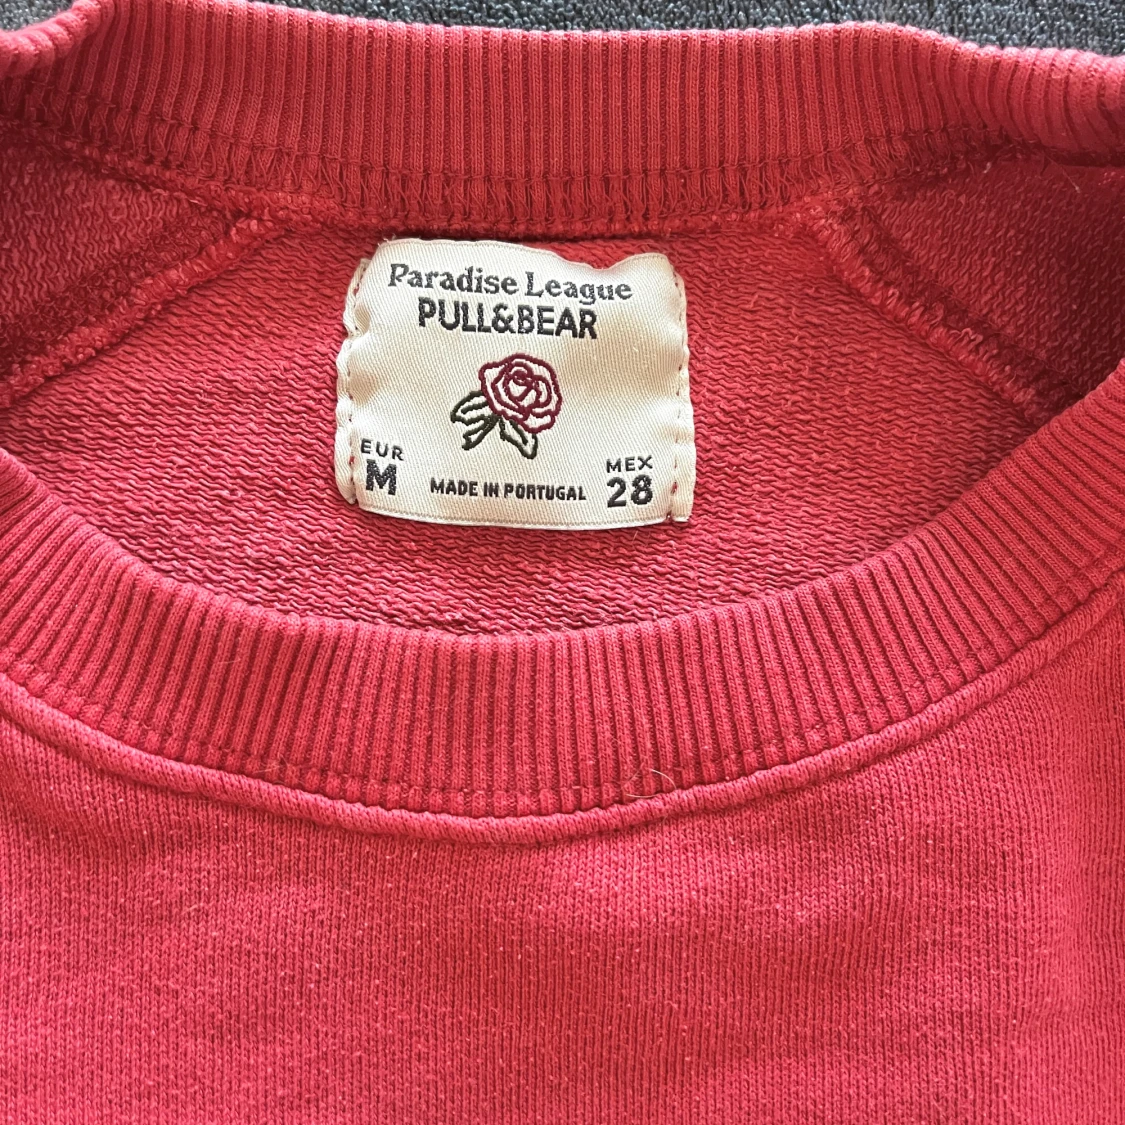 Paradise League
PULL&BEAR
EUR
M
MADE IN PORTUGAL
MEX
28